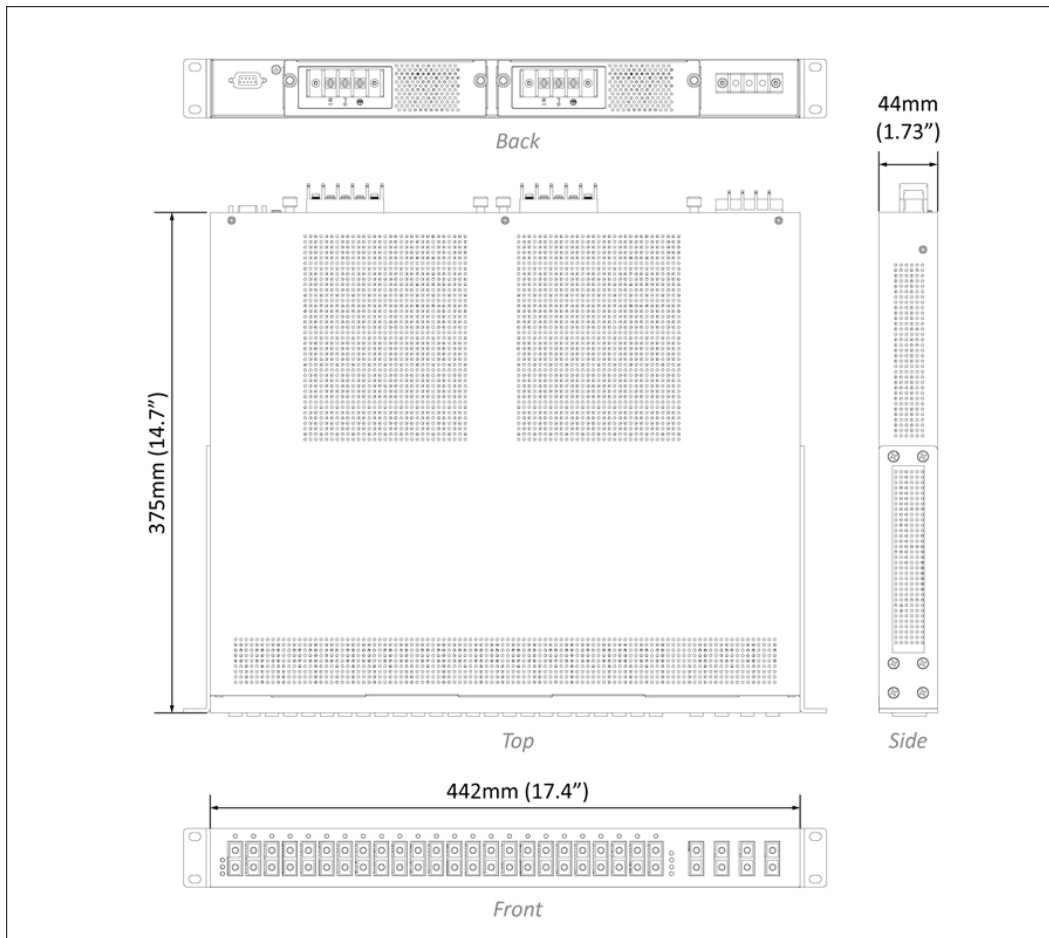 Back
44mm
(1.73”)
375mm (14.7”)
Top
Side
442mm (17.4”)
Front